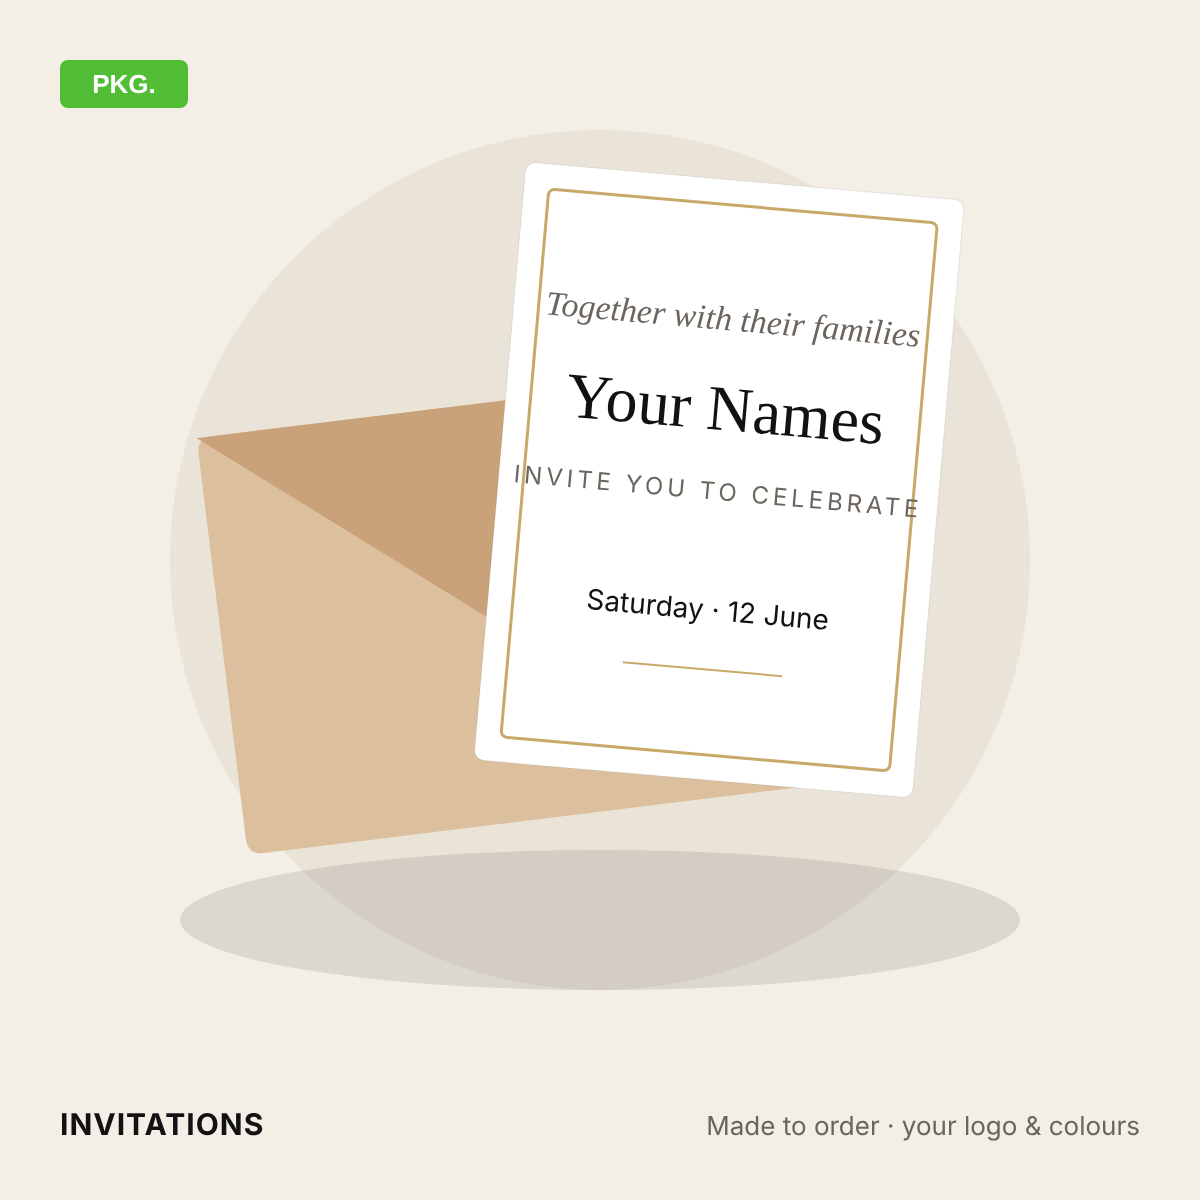 PKG.
Together with their families
Your Names
INVITE YOU TO CELEBRATE
Saturday · 12 June
INVITATIONS
Made to order · your logo & colours